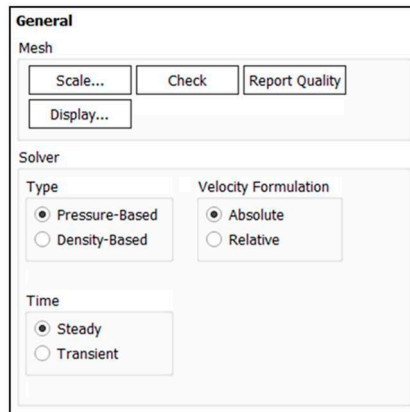 General
Mesh
Scale... Check Report Quality
Display...
Solver
Type Velocity Formulation
Pressure-Based Absolute
Density-Based Relative
Time
Steady
Transient